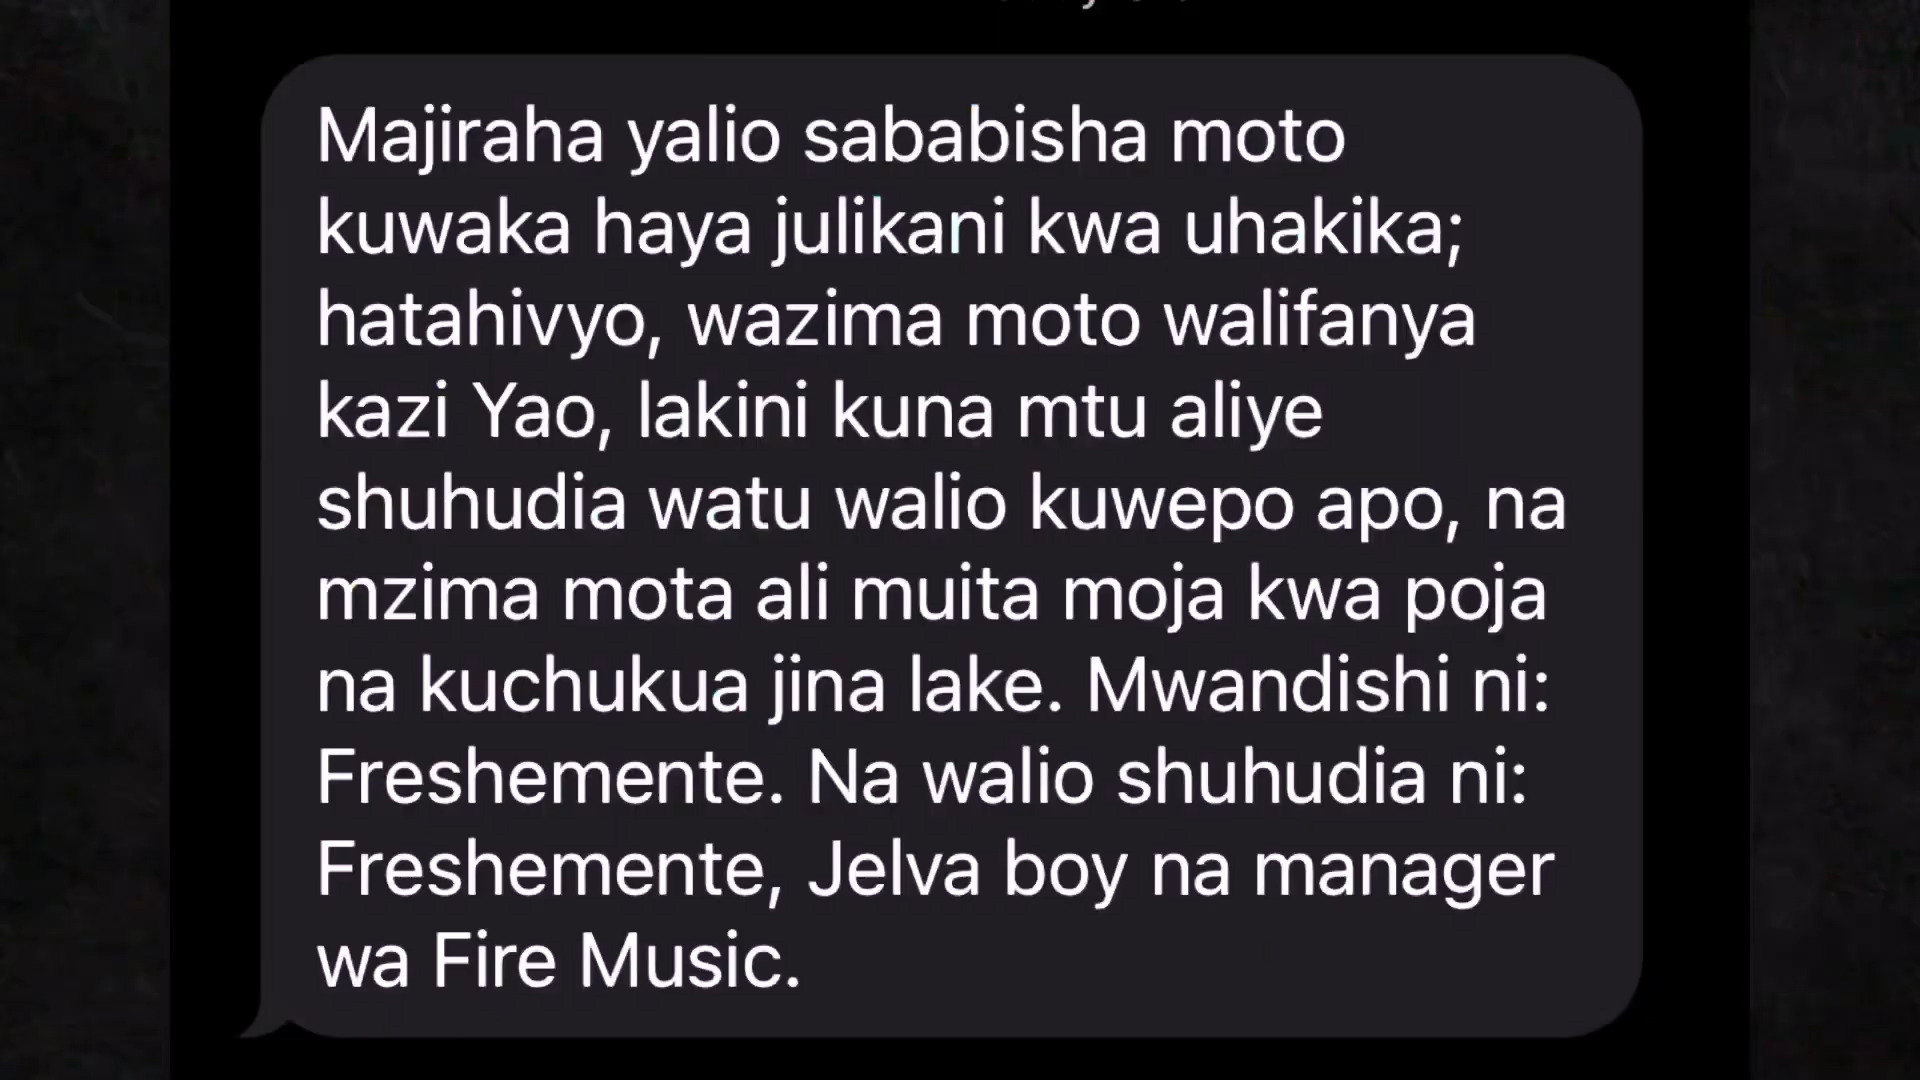 Majiraha yalio sababisha moto
kuwaka haya julikani kwa uhakika;
hatahivyo, wazima moto walifanya
kazi Yao, lakini kuna mtu aliye
shuhudia watu walio kuwepo apo, na
mzima mota ali muita moja kwa poja
na kuchukua jina lake. Mwandishi ni:
Freshemente. Na walio shuhudia ni:
Freshemente, Jelva boy na manager
wa Fire Music.